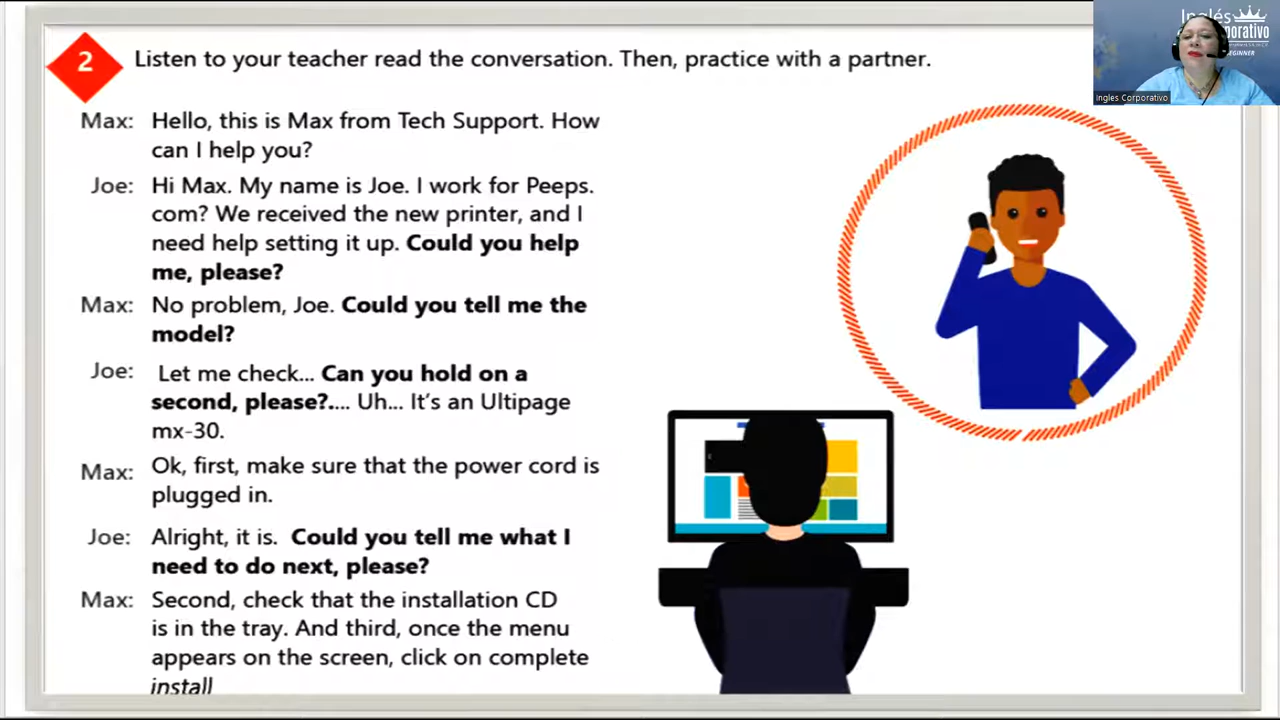 2
Listen to your teacher read the conversation. Then, practice with a partner.
Max: Hello, this is Max from Tech Support. How
can I help you?
Joe: Hi Max. My name is Joe. I work for Peeps.
com? We received the new printer, and I
need help setting it up. Could you help
me, please?
Max: No problem, Joe. Could you tell me the
model?
Joe: Let me check... Can you hold on a
second, please?.... Uh... It's an Ultipage
mx-30.
Max: Ok, first, make sure that the power cord is
plugged in.
Joe: Alright, it is. Could you tell me what I
need to do next, please?
Max: Second, check that the installation CD
is in the tray. And third, once the menu
appears on the screen, click on complete
install
Inglés
Ingles Corporativo